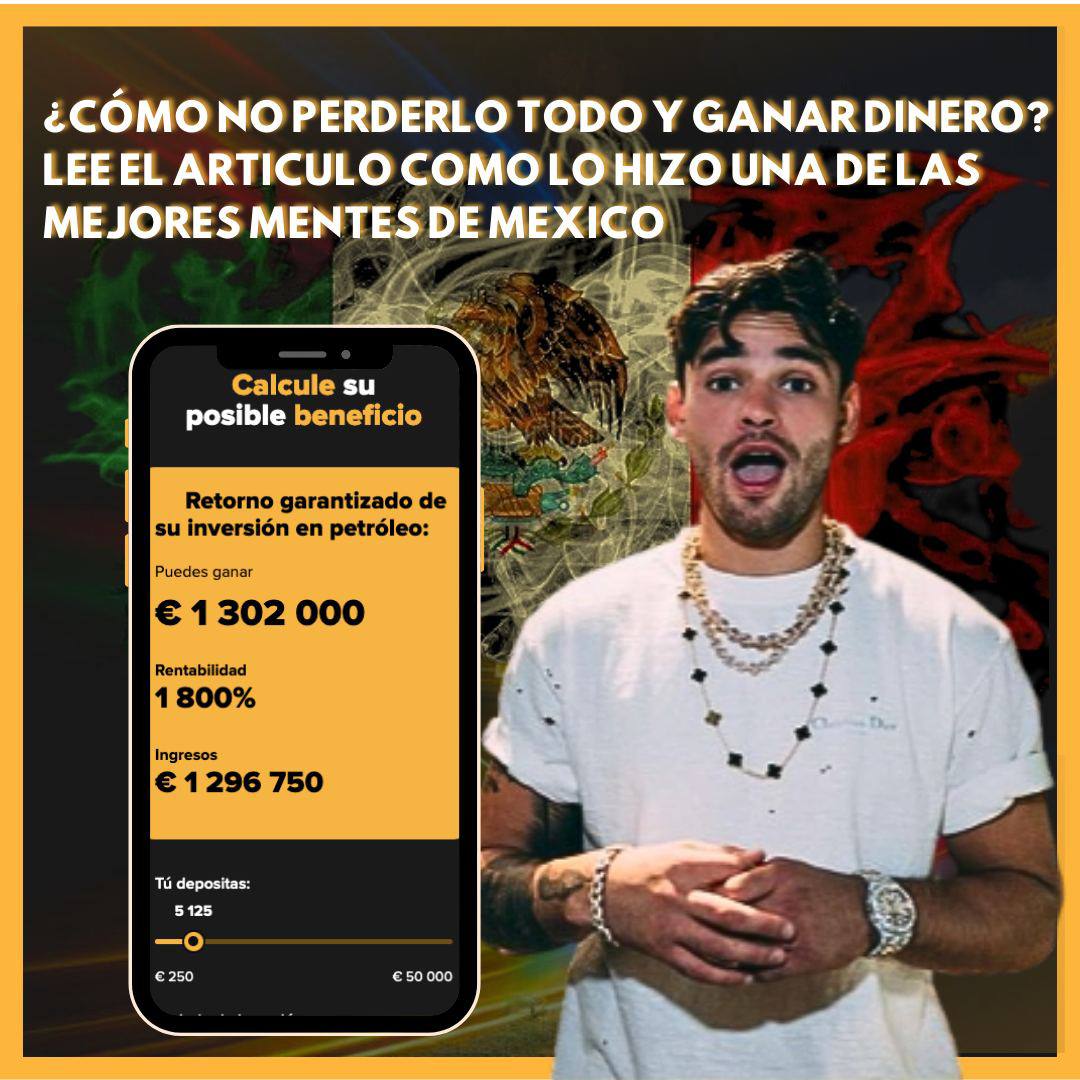 ¿CÓMO NO PERDERLO TODO Y GANAR DINERO?
LEE EL ARTICULO COMO LO HIZO UNA DE LAS
MEJORES MENTES DE MEXICO
Calcule su
posible beneficio
Retorno garantizado de
su inversión en petróleo:
Puedes ganar
€ 1 302 000
Rentabilidad
1 800%
Ingresos
€ 1 296 750
Tú depositas:
5 125
€ 250 € 50 000